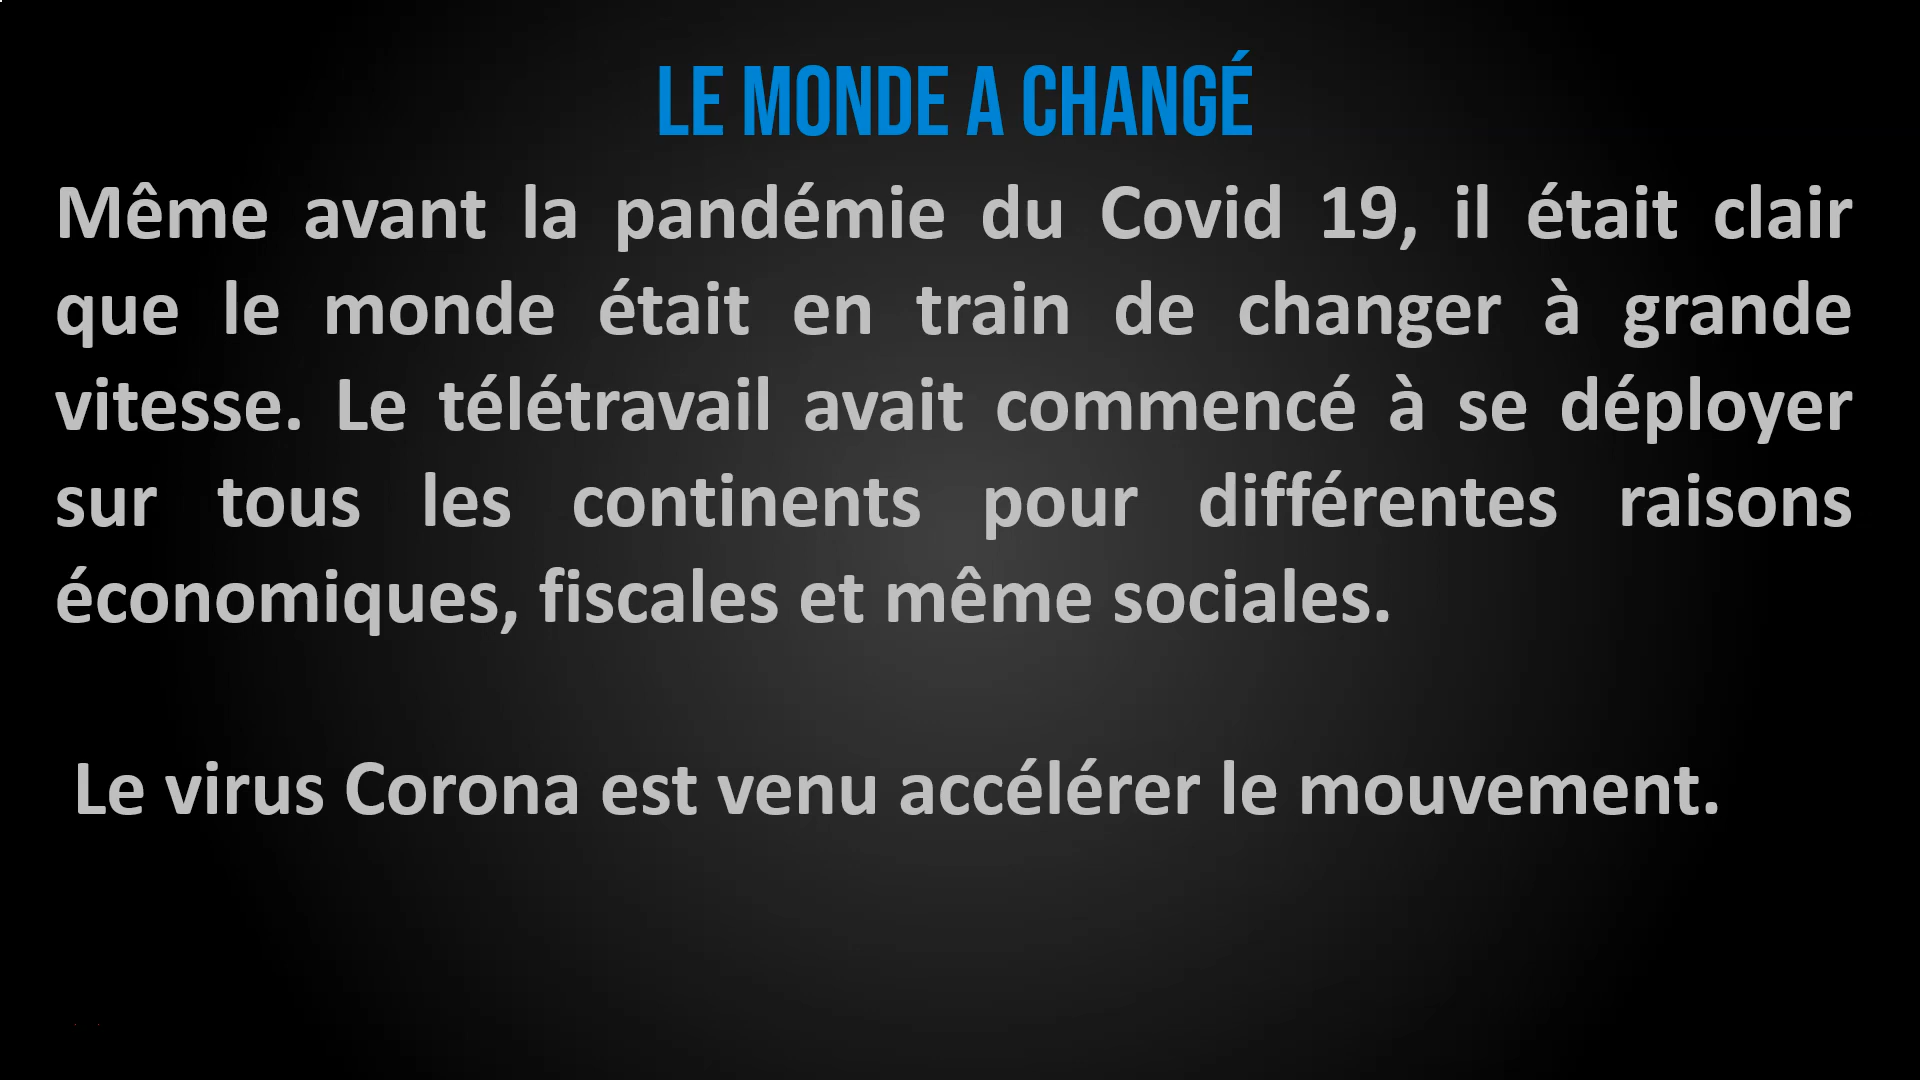 LE MONDE A CHANGÉ
Même avant la pandémie du Covid 19, il était clair
que le monde était en train de changer à grande
vitesse. Le télétravail avait commencé à se déployer
sur tous les continents pour différentes raisons
économiques, fiscales et même sociales.
Le virus Corona est venu accélérer le mouvement.